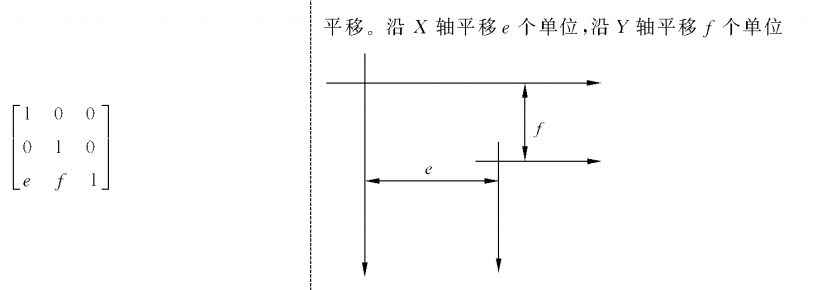 平移。沿 X 轴平移 e 个单位,沿 Y 轴平移 f 个单位
1 0 0
0 1 0
e f 1
f
e